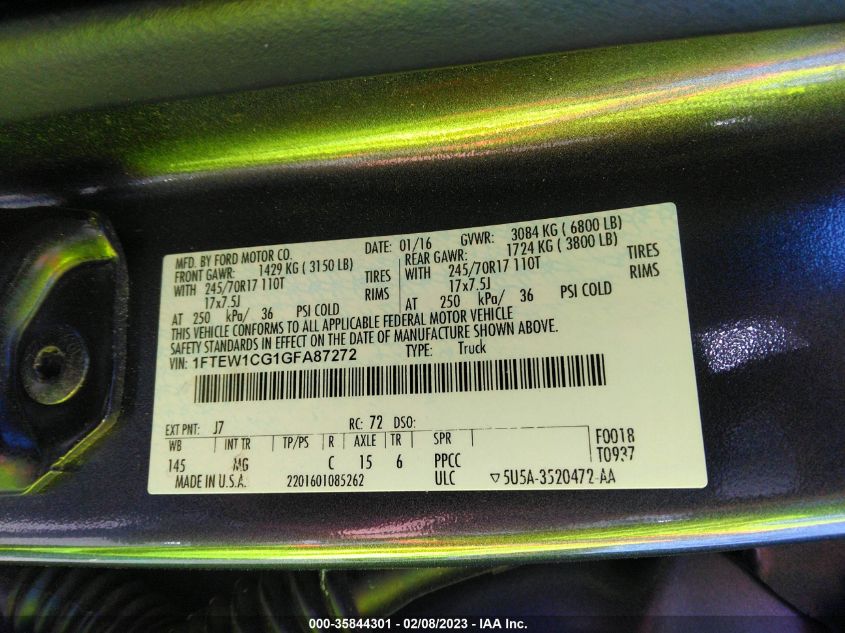 MFD. BY FORD MOTOR CO.
DATE: 01/16 GVWR: 3084 KG ( 6800 LB)
FRONT GAWR: 1429 KG ( 3150 LB)
REAR GAWR: 1724 KG ( 3800 LB)
WITH 245/70R17 110T TIRES
WITH 245/70R17 110T TIRES
17x7.5J RIMS
17x7.5J RIMS
AT 250 kPa/ 36 PSI COLD
AT 250 kPa/ 36 PSI COLD
THIS VEHICLE CONFORMS TO ALL APPLICABLE FEDERAL MOTOR VEHICLE
SAFETY STANDARDS IN EFFECT ON THE DATE OF MANUFACTURE SHOWN ABOVE.
VIN: 1FTEW1CG1GFA87272 TYPE: Truck
EXT PNT: J7 RC: 72 DSO:
WB INT TR TP/PS R AXLE TR SPR
F0018
145 MG C 15 6 PPCC
T0937
MADE IN U.S.A. 2201601085262 ULC ▽5U5A-3520472-AA
000-35844301 - 02/08/2023 - IAA Inc.